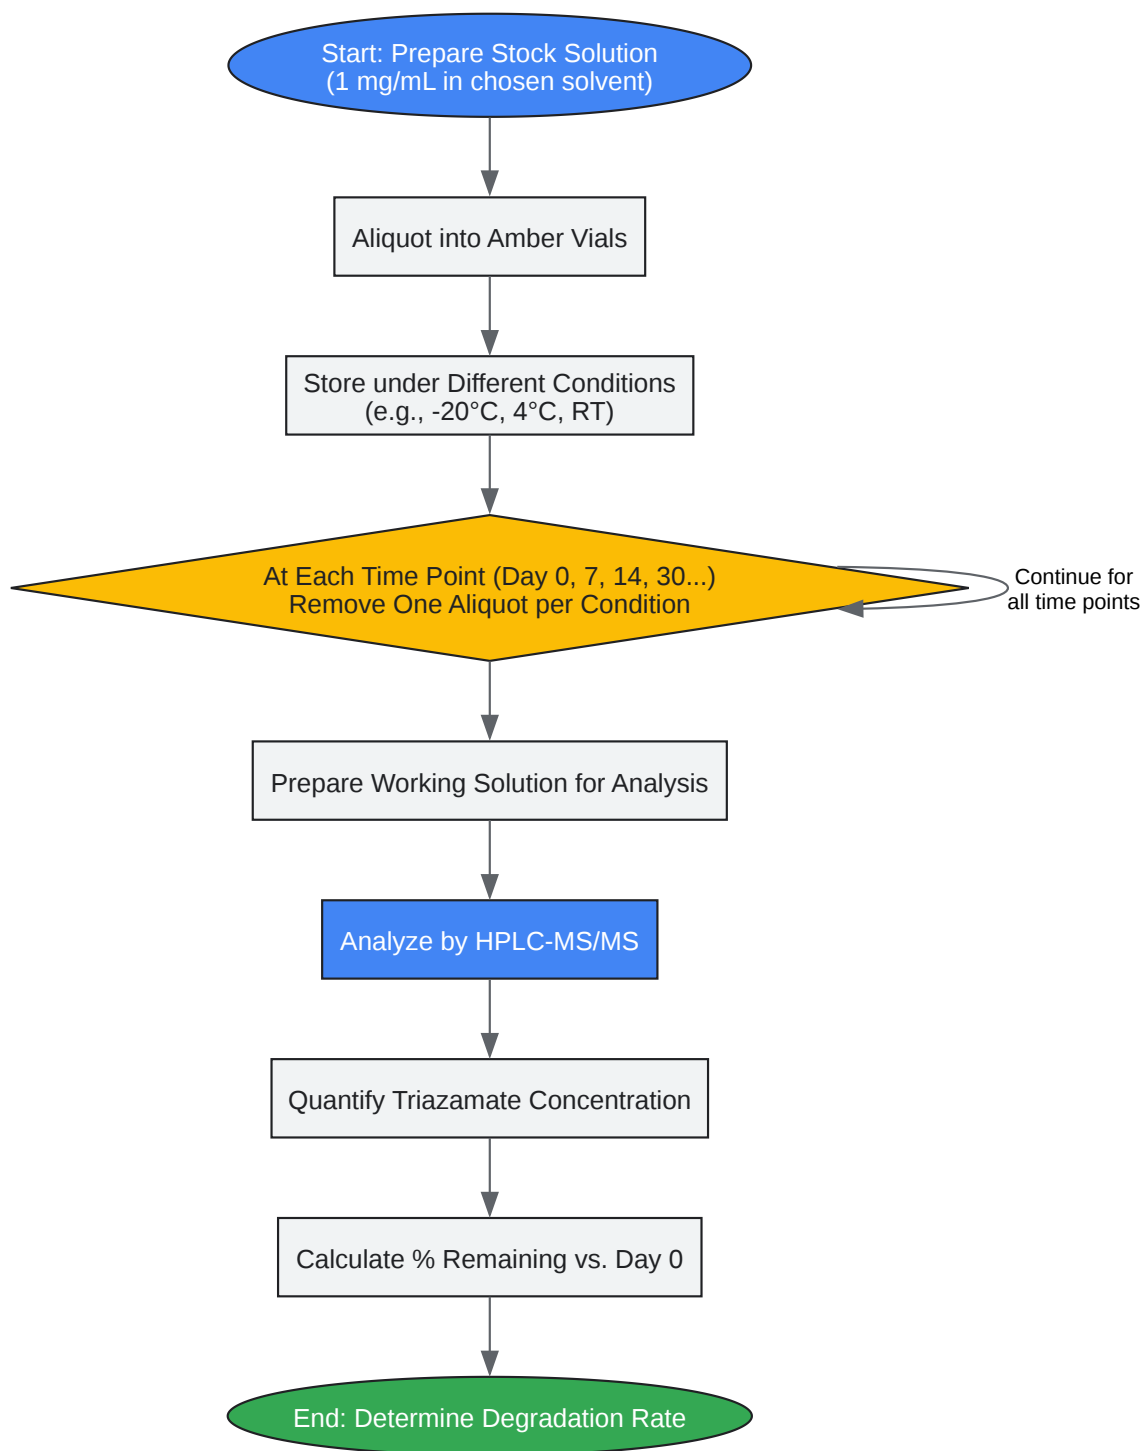 Start: Prepare Stock Solution
(1 mg/mL in chosen solvent)
Aliquot into Amber Vials
Store under Different Conditions
(e.g., -20°C, 4°C, RT)
At Each Time Point (Day 0, 7, 14, 30...)
Remove One Aliquot per Condition
Continue for
all time points
Prepare Working Solution for Analysis
Analyze by HPLC-MS/MS
Quantify Triazamate Concentration
Calculate % Remaining vs. Day 0
End: Determine Degradation Rate